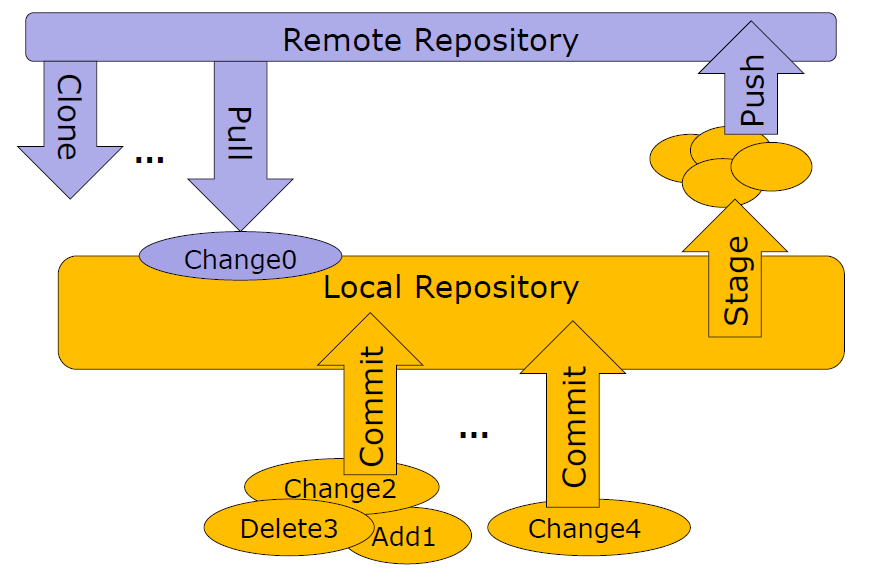 Remote Repository
Clone
...
Pull
Push
Change0
Local Repository
Stage
Commit
...
Commit
Change2
Delete3
Add1
Change4